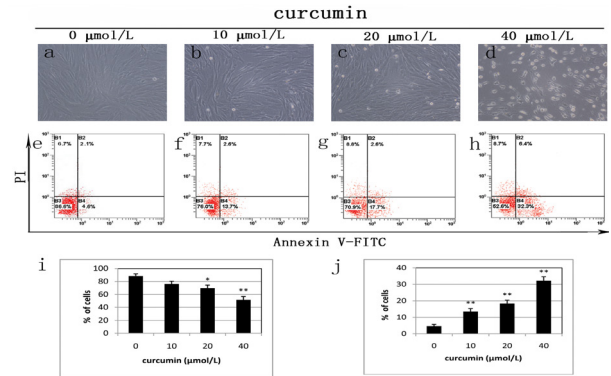 curcumin
0 μmol/L 10 μmol/L 20 μmol/L 40 μmol/L
a b c d
e f g h
B1 B2 B1 B2 B1 B2 B1 B2
6.7% 2.1% 7.7% 2.6% 8.8% 2.6% 8.7% 6.4%
PI
B3 B4 B3 B4 B3 B4 B3 B4
4.6% 76.0% 13.7% 70.9% 17.7% 52.6% 32.3%
Annexin V-FITC
i j
100
80
60
40
20
0
% of cells
* **
0 10 20 40
curcumin (μmol/L)
40
30
20
10
0
% of cells
** ** **
0 10 20 40
curcumin (μmol/L)